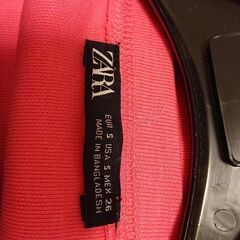 ZARA
EUR S USA S MEX 26
MADE IN BANGLADESH